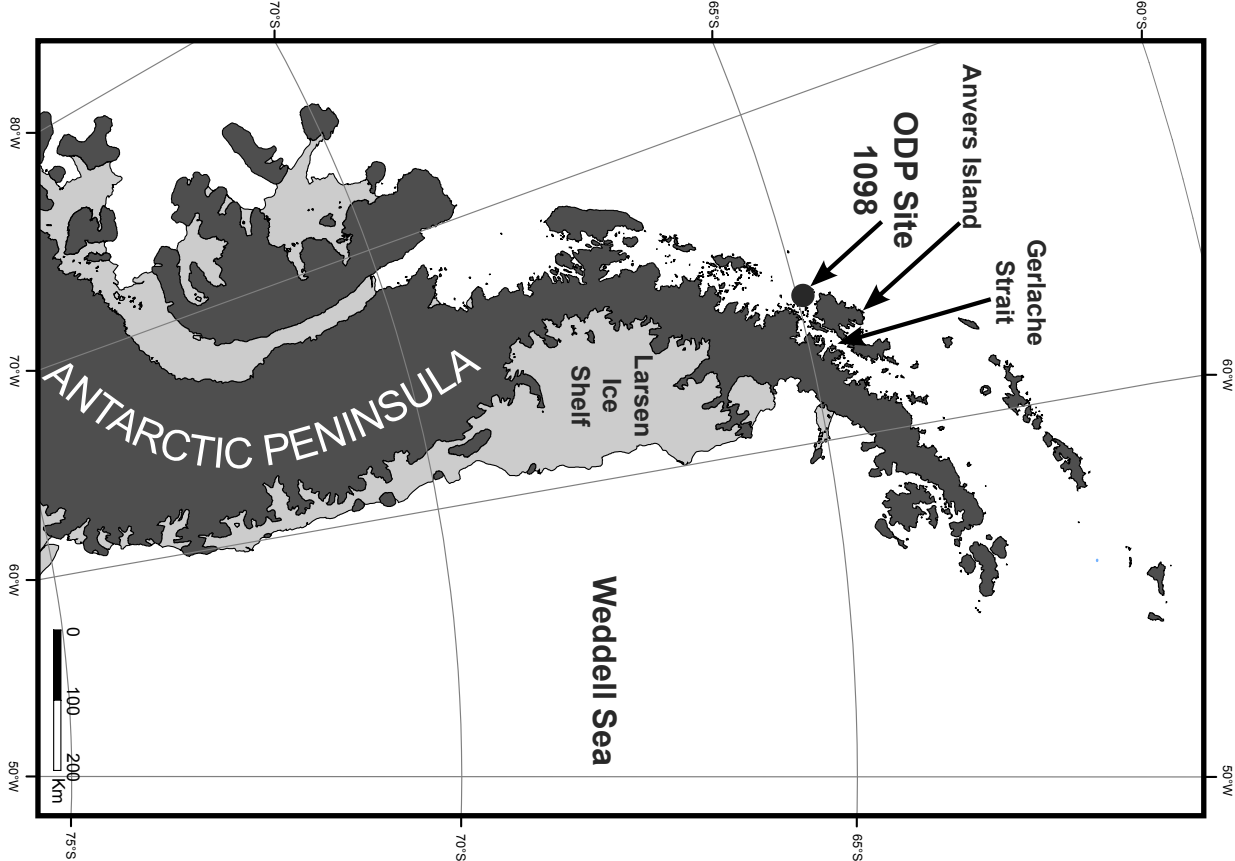 60°W
50°W
60°S
Gerlache
Strait
Anvers Island
ODP Site
1098
65°S
65°S
Larsen
Ice
Shelf
Weddell Sea
ANTARCTIC PENINSULA
70°S
70°S
0 100 200
Km
75°S
80°W
70°W
60°W
50°W